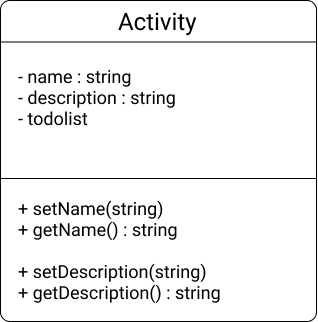 Activity
- name : string
- description : string
- todolist
+ setName(string)
+ getName() : string
+ setDescription(string)
+ getDescription() : string